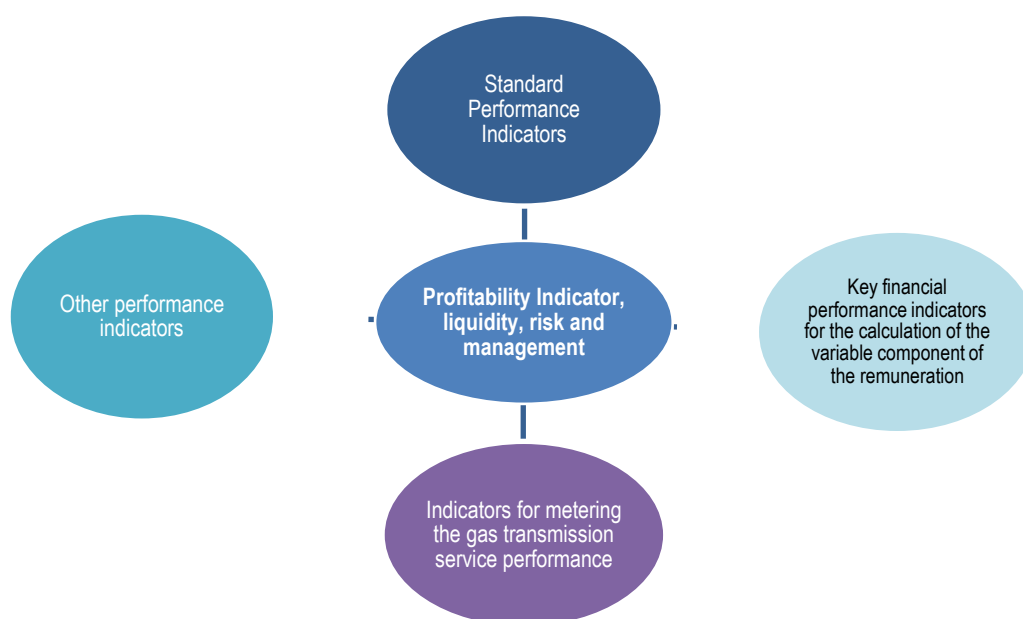 Standard
Performance
Indicators
Other performance
indicators
Profitability Indicator,
liquidity, risk and
management
Key financial
performance indicators
for the calculation of the
variable component of
the remuneration
Indicators for metering
the gas transmission
service performance